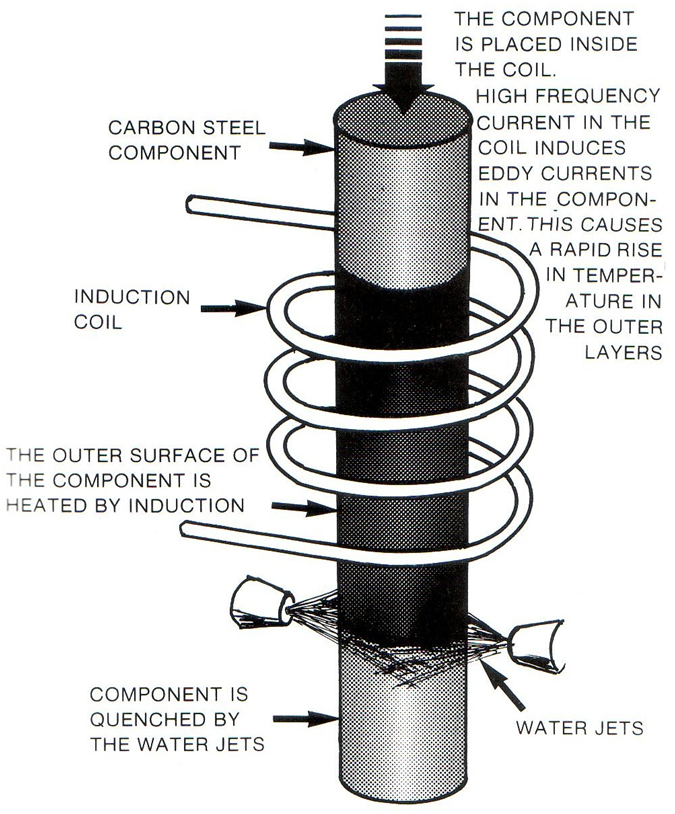 THE COMPONENT
IS PLACED INSIDE
THE COIL.
HIGH FREQUENCY
CURRENT IN THE
COIL INDUCES
EDDY CURRENTS
IN THE COMPON-
ENT. THIS CAUSES
A RAPID RISE
IN TEMPER-
ATURE IN
THE OUTER
LAYERS
CARBON STEEL
COMPONENT
INDUCTION
COIL
THE OUTER SURFACE OF
THE COMPONENT IS
HEATED BY INDUCTION
COMPONENT IS
QUENCHED BY
THE WATER JETS
WATER JETS